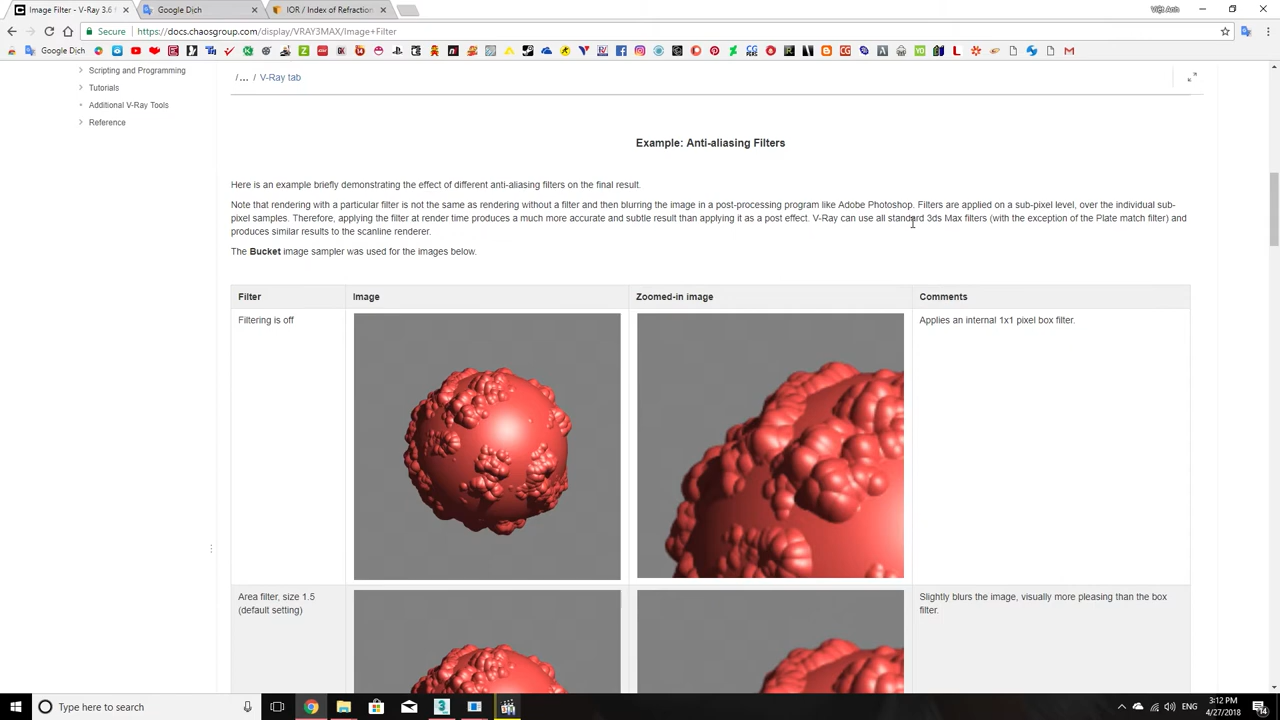 Image Filter - V-Ray 3.6 f
Google Dịch
IOR / Index of Refraction
Việt Anh
Secure
https://docs.chaosgroup.com/display/VRAY3MAX/Image+Filter
Google Dịch
Scripting and Programming
Tutorials
Additional V-Ray Tools
Reference
/... / V-Ray tab
Example: Anti-aliasing Filters
Here is an example briefly demonstrating the effect of different anti-aliasing filters on the final result.
Note that rendering with a particular filter is not the same as rendering without a filter and then blurring the image in a post-processing program like Adobe Photoshop. Filters are applied on a sub-pixel level, over the individual sub-
pixel samples. Therefore, applying the filter at render time produces a much more accurate and subtle result than applying it as a post effect. V-Ray can use all standard 3ds Max filters (with the exception of the Plate match filter) and
produces similar results to the scanline renderer.
The Bucket image sampler was used for the images below.
Filter
Image
Zoomed-in image
Comments
Filtering is off
Applies an internal 1x1 pixel box filter.
Area filter, size 1.5
(default setting)
Slightly blurs the image, visually more pleasing than the box
filter.
Type here to search
ENG
3:12 PM
4/27/2018
14